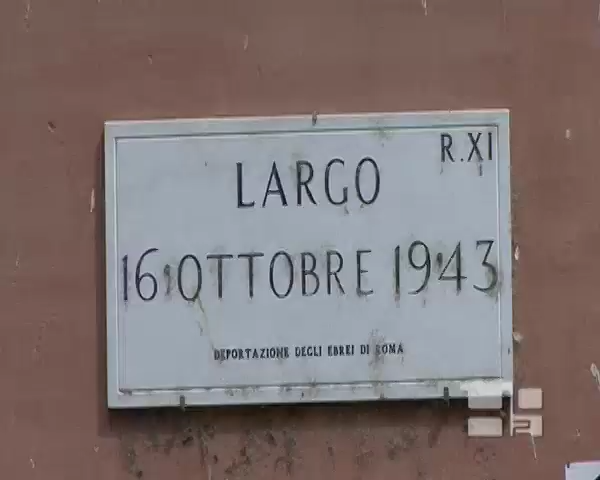 R.XI
LARGO
16 OTTOBRE 1943
DEPORTAZIONE DEGLI EBREI DI ROMA